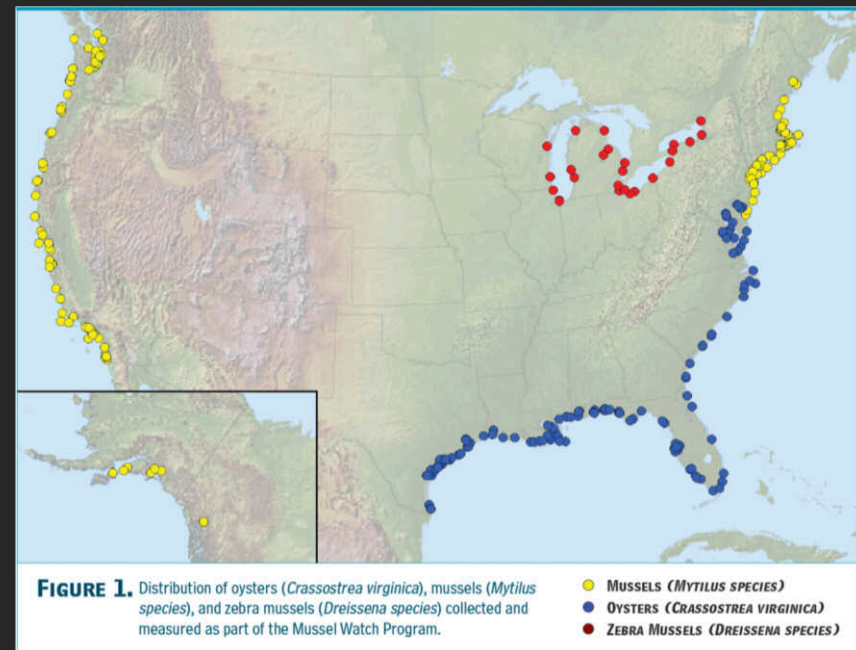 FIGURE 1. Distribution of oysters (Crassostrea virginica), mussels (Mytilus
species), and zebra mussels (Dreissena species) collected and
measured as part of the Mussel Watch Program.
MUSSELS (MYTILUS SPECIES)
OYSTERS (CRASSOSTREA VIRGINICA)
ZEBRA MUSSELS (DREISSENA SPECIES)